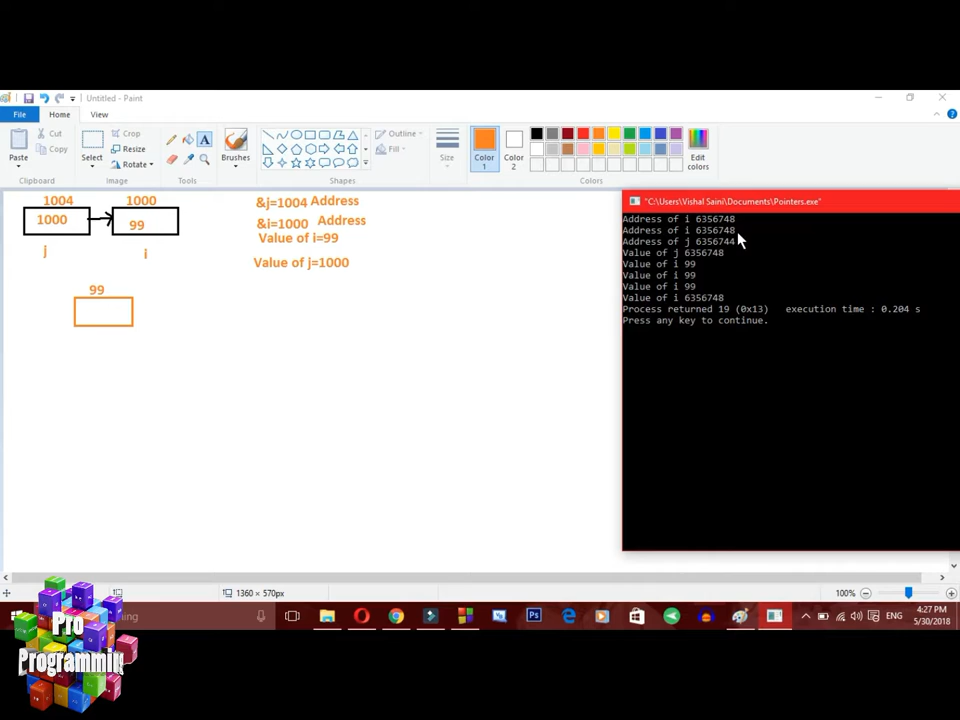 Untitled - Paint
File Home View
Paste
Cut
Copy
Clipboard
Select
Crop
Resize
Rotate
Image
A
Tools
Brushes
Outline
Fill
Shapes
Size
Color 1
Color 2
Edit colors
Colors
1004 1000
1000 99
j i
99
&j=1004 Address
&i=1000 Address
Value of i=99
Value of j=1000
"C:\Users\Vishal Saini\Documents\Pointers.exe"
Address of i 6356748
Address of i 6356748
Address of j 6356744
Value of j 6356748
Value of i 99
Value of i 99
Value of i 99
Value of i 6356748
Process returned 19 (0x13) execution time : 0.204 s
Press any key to continue.
1360 × 570px
100%
ENG
4:27 PM
5/30/2018
Pro
Programming